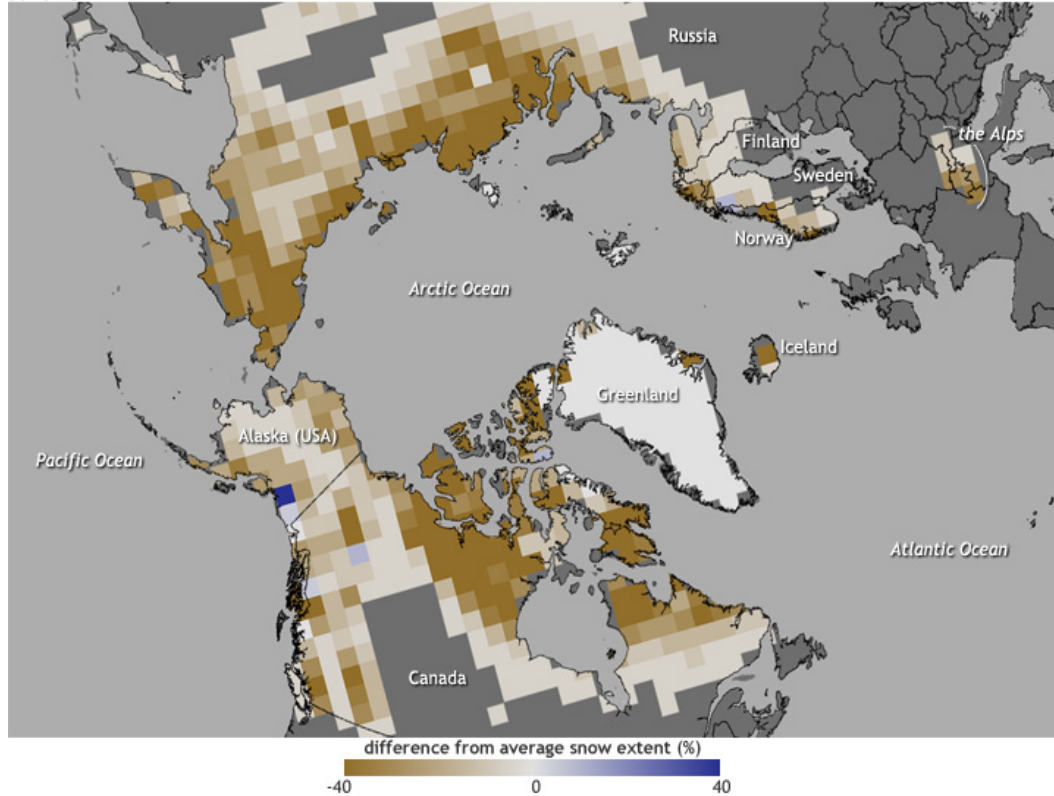 Russia
the Alps
Finland
Sweden
Norway
Arctic Ocean
Iceland
Greenland
Alaska (USA)
Pacific Ocean
Atlantic Ocean
Canada
difference from average snow extent (%)
-40 0 40